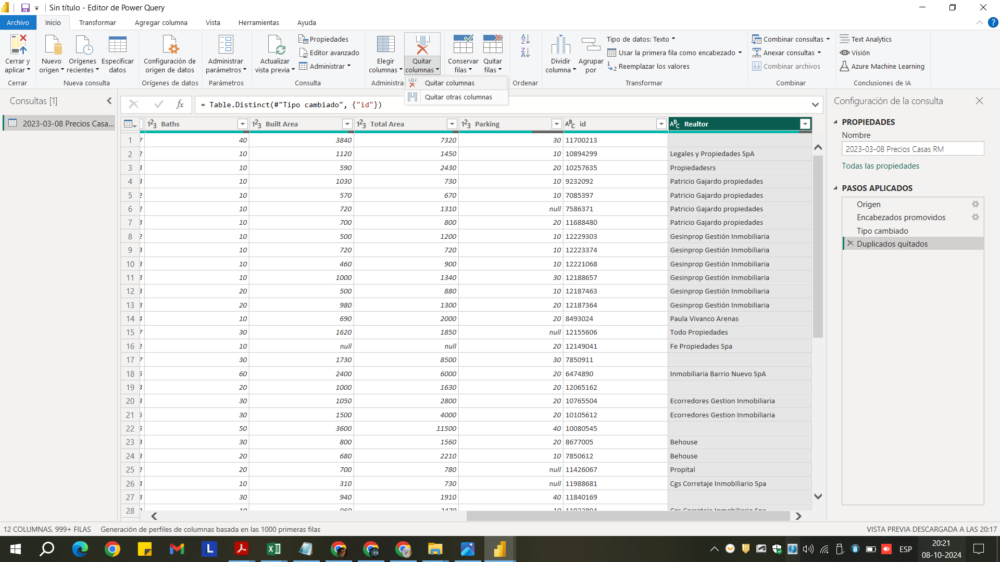 Sin título - Editor de Power Query
Archivo Inicio Transformar Agregar columna Vista Herramientas Ayuda
Cerrar y aplicar
Nuevo origen
Orígenes recientes
Especificar datos
Configuración de origen de datos
Administrar parámetros
Actualizar vista previa
Propiedades
Editor avanzado
Administrar
Elegir columnas
Quitar columnas
Conservar filas
Quitar filas
Dividir columna
Agrupar por
Tipo de datos: Texto
Usar la primera fila como encabezado
Reemplazar los valores
Combinar consultas
Anexar consultas
Combinar archivos
Text Analytics
Visión
Azure Machine Learning
Cerrar
Nueva consulta
Orígenes de datos
Parámetros
Consulta
Administra
Ordenar
Transformar
Combinar
Conclusiones de IA
Quitar columnas
Quitar otras columnas
Consultas [1]
2023-03-08 Precios Casa...
= Table.Distinct(#"Tipo cambiado", {"id"})
Baths Built Area Total Area Parking id Realtor
1 7 40 3840 7320 30 11700213
2 2 10 1120 1450 10 10894299 Legales y Propiedades SpA
3 3 10 590 2430 20 10257635 Propiedadesrs
4 3 10 1030 730 10 9232092 Patricio Gajardo propiedades
5 2 10 570 670 10 7085397 Patricio Gajardo propiedades
6 2 10 720 1310 null 7586371 Patricio Gajardo propiedades
7 3 10 700 800 20 11688480 Patricio Gajardo propiedades
8 2 10 500 1200 10 12229303 Gesinprop Gestión Inmobiliaria
9 3 10 720 720 10 12223374 Gesinprop Gestión Inmobiliaria
10 3 10 460 900 10 12221068 Gesinprop Gestión Inmobiliaria
11 3 10 1000 1340 30 12188657 Gesinprop Gestión Inmobiliaria
12 3 20 500 880 10 12187463 Gesinprop Gestión Inmobiliaria
13 3 20 980 1300 20 12187364 Gesinprop Gestión Inmobiliaria
14 4 10 690 2000 20 8493024 Paula Vivanco Arenas
15 7 30 1620 1850 null 12155606 Todo Propiedades
16 2 10 null null 20 12149041 Fe Propiedades Spa
17 7 30 1730 8500 30 7850911
18 5 60 2400 6000 20 6474890 Inmobiliaria Barrio Nuevo SpA
19 3 20 1000 1630 20 12065162
20 3 30 1050 2800 20 10765504 Ecorredores Gestion Inmobiliaria
21 5 30 1500 4000 20 10105612 Ecorredores Gestion Inmobiliaria
22 5 50 3600 11500 40 10080545
23 3 30 800 1560 20 8677005 Behouse
24 3 20 680 2210 10 7850612 Behouse
25 2 20 700 780 null 11426067 Propital
26 3 10 310 730 null 11988681 Cgs Corretaje Inmobiliario Spa
27 3 30 940 1910 40 11840169
28
Configuración de la consulta
PROPIEDADES
Nombre
2023-03-08 Precios Casas RM
Todas las propiedades
PASOS APLICADOS
Origen
Encabezados promovidos
Tipo cambiado
Duplicados quitados
12 COLUMNAS, 999+ FILAS Generación de perfiles de columnas basada en las 1000 primeras filas VISTA PREVIA DESCARGADA A LAS 20:17
ESP
20:21
08-10-2024